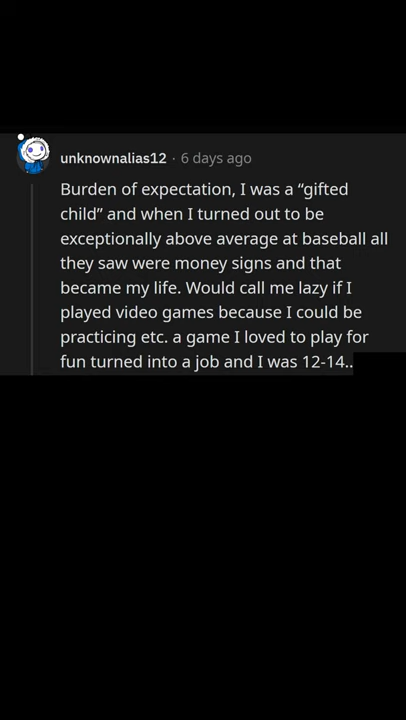 unknownalias12 · 6 days ago
Burden of expectation, I was a “gifted
child” and when I turned out to be
exceptionally above average at baseball all
they saw were money signs and that
became my life. Would call me lazy if I
played video games because I could be
practicing etc. a game I loved to play for
fun turned into a job and I was 12-14..